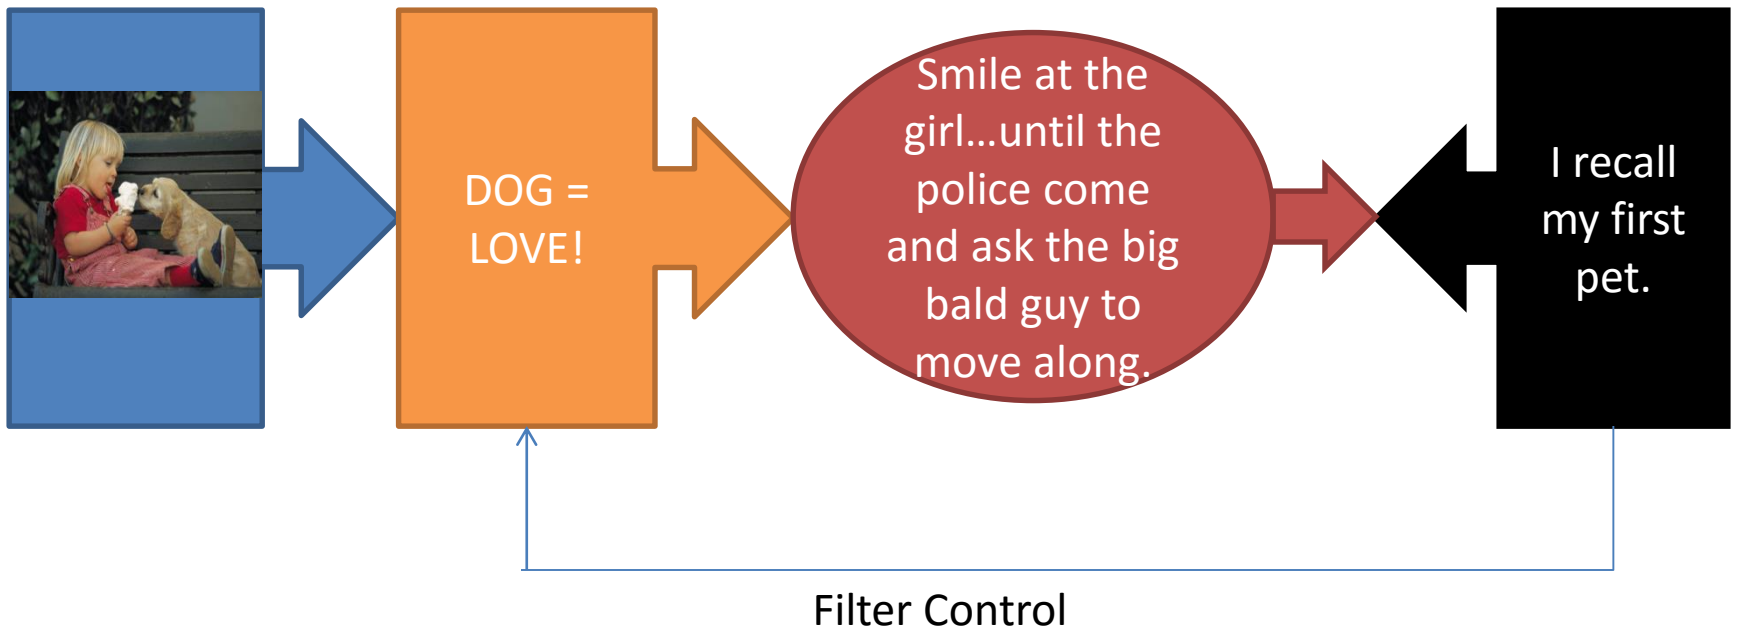 DOG =
LOVE!
Smile at the
girl...until the
police come
and ask the big
bald guy to
move along.
I recall
my first
pet.
Filter Control